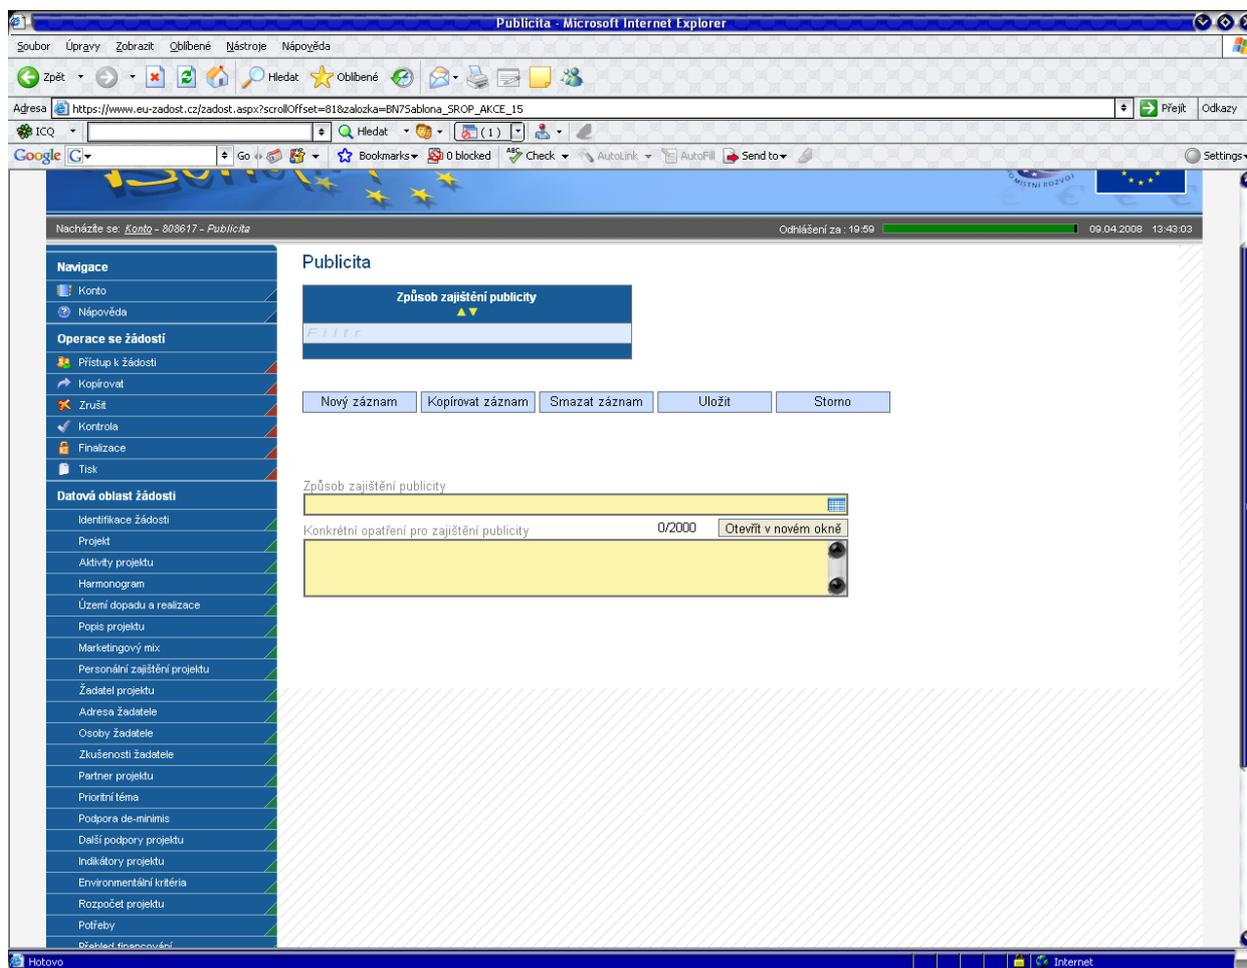 Publicita - Microsoft Internet Explorer
Soubor Úpravy Zobrazit Oblíbené Nástroje Nápověda
Zpět Hledat Oblíbené
Adresa https://www.eu-zadost.cz/zadost.aspx?scrollOffset=818&zalozka=BN7Sablona_SROP_AKCE_15 Přejít Odkazy
ICQ Hledat (1)
Google G Go Bookmarks 0 blocked ABC Check AutoLink AutoFill Send to Settings
MÍSTNÍ ROZVOJ
Nacházíte se: Konto - 808617 - Publicita Odhlášení za : 19:59 09.04.2008 13:43:03
Navigace
Konto
Nápověda
Operace se žádostí
Přístup k žádosti
Kopírovat
Zrušit
Kontrola
Finalizace
Tisk
Datová oblast žádosti
Identifikace žádosti
Projekt
Aktivity projektu
Harmonogram
Území dopadu a realizace
Popis projektu
Marketingový mix
Personální zajištění projektu
Žadatel projektu
Adresa žadatele
Osoby žadatele
Zkušenosti žadatele
Partner projektu
Prioritní téma
Podpora de-minimis
Další podpory projektu
Indikátory projektu
Environmentální kritéria
Rozpočet projektu
Potřeby
Přehled financování
Publicita
Způsob zajištění publicity
Filtr
Nový záznam Kopírovat záznam Smazat záznam Uložit Storno
Způsob zajištění publicity
Konkrétní opatření pro zajištění publicity 0/2000 Otevřít v novém okně
Hotovo Internet